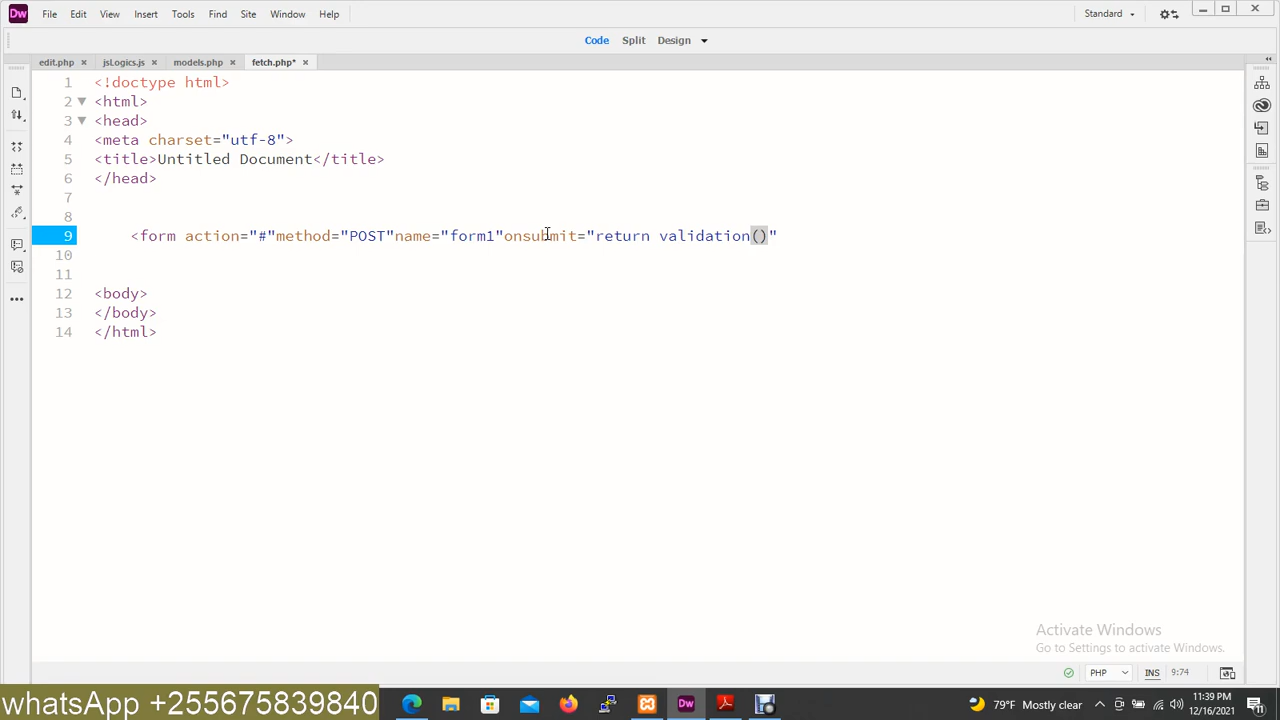 Dw File Edit View Insert Tools Find Site Window Help Standard
Code Split Design
edit.php jsLogics.js models.php fetch.php*
1 <!doctype html>
2 <html>
3 <head>
4 <meta charset="utf-8">
5 <title>Untitled Document</title>
6 </head>
7
8
9 <form action="#"method="POST"name="form1"onsubmit="return validation()"
10
11
12 <body>
13 </body>
14 </html>
Activate Windows
Go to Settings to activate Windows.
PHP INS 9:74
whatsApp +255675839840
Dw
79°F Mostly clear
11:39 PM
12/16/2021
11